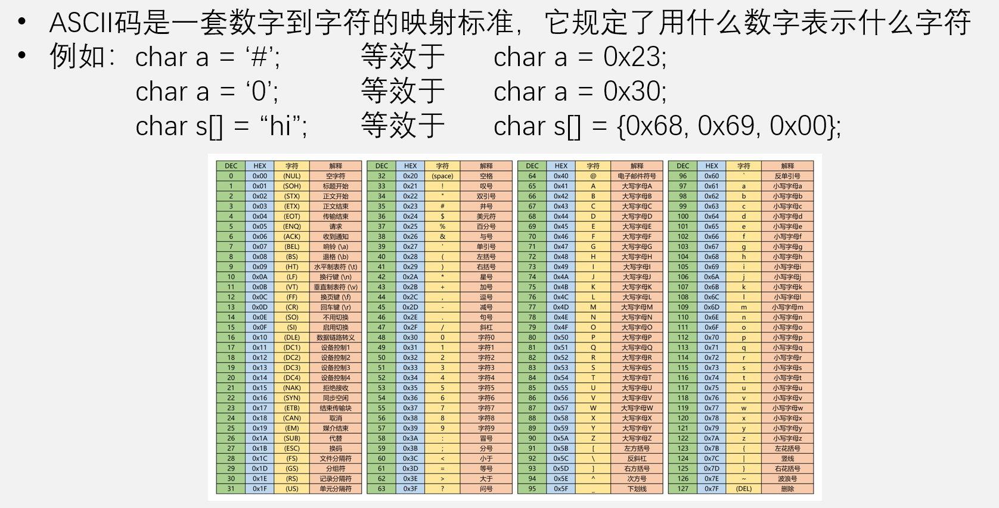 • ASCII码是一套数字到字符的映射标准，它规定了用什么数字表示什么字符
• 例如：char a = ‘#’; 等效于 char a = 0x23;
char a = ‘0’; 等效于 char a = 0x30;
char s[] = “hi”; 等效于 char s[] = {0x68, 0x69, 0x00};
DEC HEX 字符 解释 DEC HEX 字符 解释 DEC HEX 字符 解释 DEC HEX 字符 解释
0 0x00 (NUL) 空字符 32 0x20 (space) 空格 64 0x40 @ 电子邮件符号 96 0x60 ` 反单引号
1 0x01 (SOH) 标题开始 33 0x21 ! 叹号 65 0x41 A 大写字母A 97 0x61 a 小写字母a
2 0x02 (STX) 正文开始 34 0x22 " 双引号 66 0x42 B 大写字母B 98 0x62 b 小写字母b
3 0x03 (ETX) 正文结束 35 0x23 # 井号 67 0x43 C 大写字母C 99 0x63 c 小写字母c
4 0x04 (EOT) 传输结束 36 0x24 $ 美元符 68 0x44 D 大写字母D 100 0x64 d 小写字母d
5 0x05 (ENQ) 请求 37 0x25 % 百分号 69 0x45 E 大写字母E 101 0x65 e 小写字母e
6 0x06 (ACK) 收到通知 38 0x26 & 与号 70 0x46 F 大写字母F 102 0x66 f 小写字母f
7 0x07 (BEL) 响铃 (\a) 39 0x27 ' 单引号 71 0x47 G 大写字母G 103 0x67 g 小写字母g
8 0x08 (BS) 退格 (\b) 40 0x28 ( 左括号 72 0x48 H 大写字母H 104 0x68 h 小写字母h
9 0x09 (HT) 水平制表符 (\t) 41 0x29 ) 右括号 73 0x49 I 大写字母I 105 0x69 i 小写字母i
10 0x0A (LF) 换行键 (\n) 42 0x2A * 星号 74 0x4A J 大写字母J 106 0x6A j 小写字母j
11 0x0B (VT) 垂直制表符 (\v) 43 0x2B + 加号 75 0x4B K 大写字母K 107 0x6B k 小写字母k
12 0x0C (FF) 换页键 (\f) 44 0x2C , 逗号 76 0x4C L 大写字母L 108 0x6C l 小写字母l
13 0x0D (CR) 回车键 (\r) 45 0x2D - 减号 77 0x4D M 大写字母M 109 0x6D m 小写字母m
14 0x0E (SO) 不用切换 46 0x2E . 句号 78 0x4E N 大写字母N 110 0x6E n 小写字母n
15 0x0F (SI) 启用切换 47 0x2F / 斜杠 79 0x4F O 大写字母O 111 0x6F o 小写字母o
16 0x10 (DLE) 数据链路转义 48 0x30 0 字符0 80 0x50 P 大写字母P 112 0x70 p 小写字母p
17 0x11 (DC1) 设备控制1 49 0x31 1 字符1 81 0x51 Q 大写字母Q 113 0x71 q 小写字母q
18 0x12 (DC2) 设备控制2 50 0x32 2 字符2 82 0x52 R 大写字母R 114 0x72 r 小写字母r
19 0x13 (DC3) 设备控制3 51 0x33 3 字符3 83 0x53 S 大写字母S 115 0x73 s 小写字母s
20 0x14 (DC4) 设备控制4 52 0x34 4 字符4 84 0x54 T 大写字母T 116 0x74 t 小写字母t
21 0x15 (NAK) 拒绝接收 53 0x35 5 字符5 85 0x55 U 大写字母U 117 0x75 u 小写字母u
22 0x16 (SYN) 同步空闲 54 0x36 6 字符6 86 0x56 V 大写字母V 118 0x76 v 小写字母v
23 0x17 (ETB) 结束传输块 55 0x37 7 字符7 87 0x57 W 大写字母W 119 0x77 w 小写字母w
24 0x18 (CAN) 取消 56 0x38 8 字符8 88 0x58 X 大写字母X 120 0x78 x 小写字母x
25 0x19 (EM) 媒介结束 57 0x39 9 字符9 89 0x59 Y 大写字母Y 121 0x79 y 小写字母y
26 0x1A (SUB) 代替 58 0x3A : 冒号 90 0x5A Z 大写字母Z 122 0x7A z 小写字母z
27 0x1B (ESC) 换码 59 0x3B ; 分号 91 0x5B [ 左方括号 123 0x7B { 左花括号
28 0x1C (FS) 文件分隔符 60 0x3C < 小于 92 0x5C \ 反斜杠 124 0x7C | 竖线
29 0x1D (GS) 分组符 61 0x3D = 等号 93 0x5D ] 右方括号 125 0x7D } 右花括号
30 0x1E (RS) 记录分隔符 62 0x3E > 大于 94 0x5E ^ 次方号 126 0x7E ~ 波浪号
31 0x1F (US) 单元分隔符 63 0x3F ? 问号 95 0x5F _ 下划线 127 0x7F (DEL) 删除